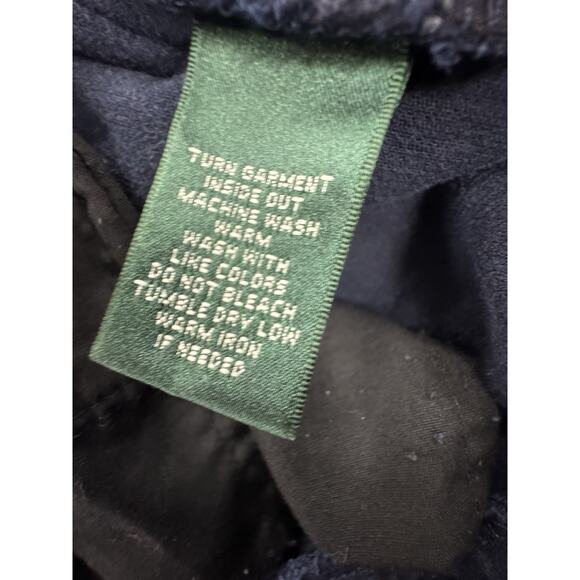 TURN GARMENT
INSIDE OUT
MACHINE WASH
WARM
WASH WITH
LIKE COLORS
DO NOT BLEACH
TUMBLE DRY LOW
WARM IRON
IF NEEDED